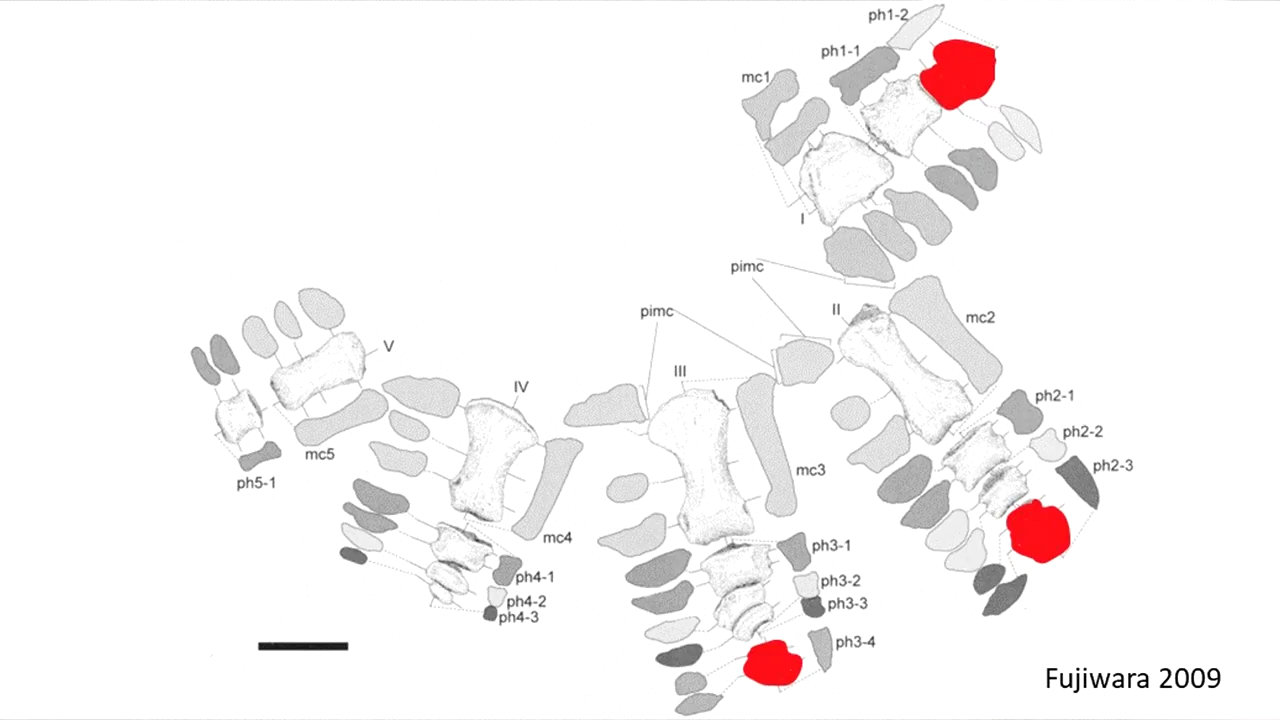 ph1-2
ph1-1
mc1
I
pimc
II
mc2
pimc
III
V
IV
ph2-1
ph2-2
ph2-3
mc5
mc3
ph5-1
mc4
ph3-1
ph4-1
ph3-2
ph4-2
ph3-3
ph4-3
ph3-4
Fujiwara 2009